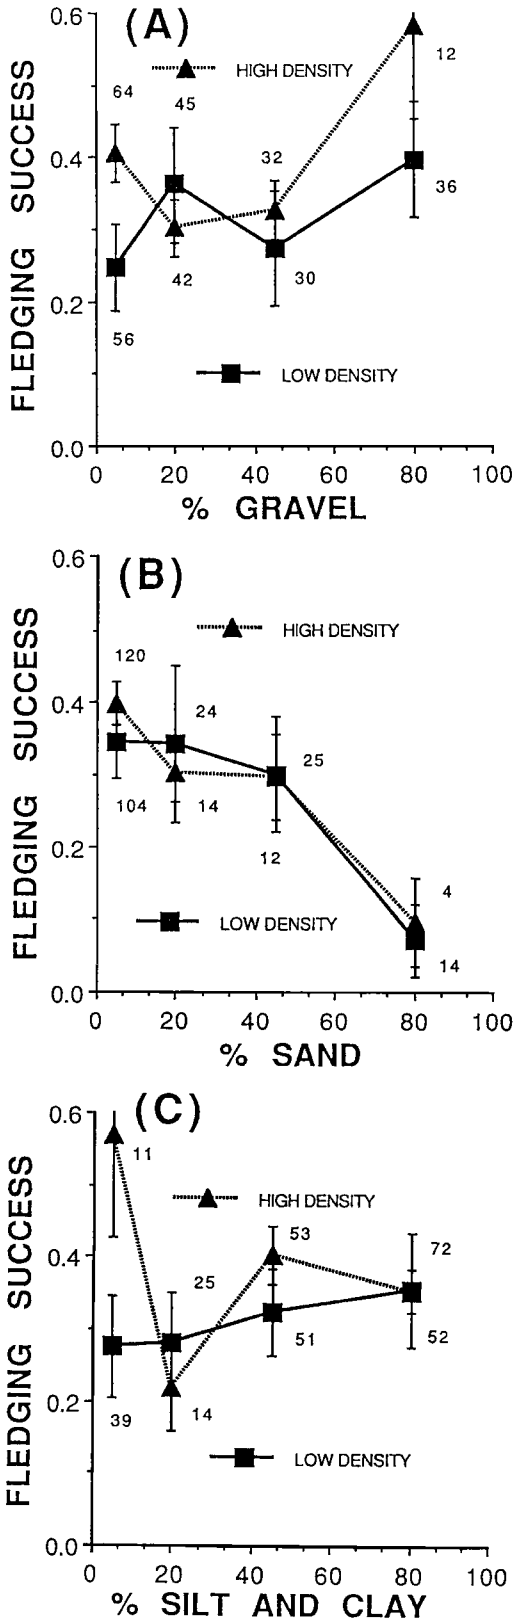 (A)
0.6
HIGH DENSITY
12
64
45
0.4
32
36
42
30
0.2
56
LOW DENSITY
0.0
0 20 40 60 80 100
% GRAVEL
FLEDGING SUCCESS
0.6
(B)
HIGH DENSITY
120
24
0.4
25
104
14
12
0.2
4
LOW DENSITY
14
0.0
0 20 40 60 80 100
% SAND
FLEDGING SUCCESS
0.6
(C)
11
HIGH DENSITY
53
0.4
72
25
51
52
39
14
0.2
LOW DENSITY
0.0
0 20 40 60 80 100
% SILT AND CLAY
FLEDGING SUCCESS